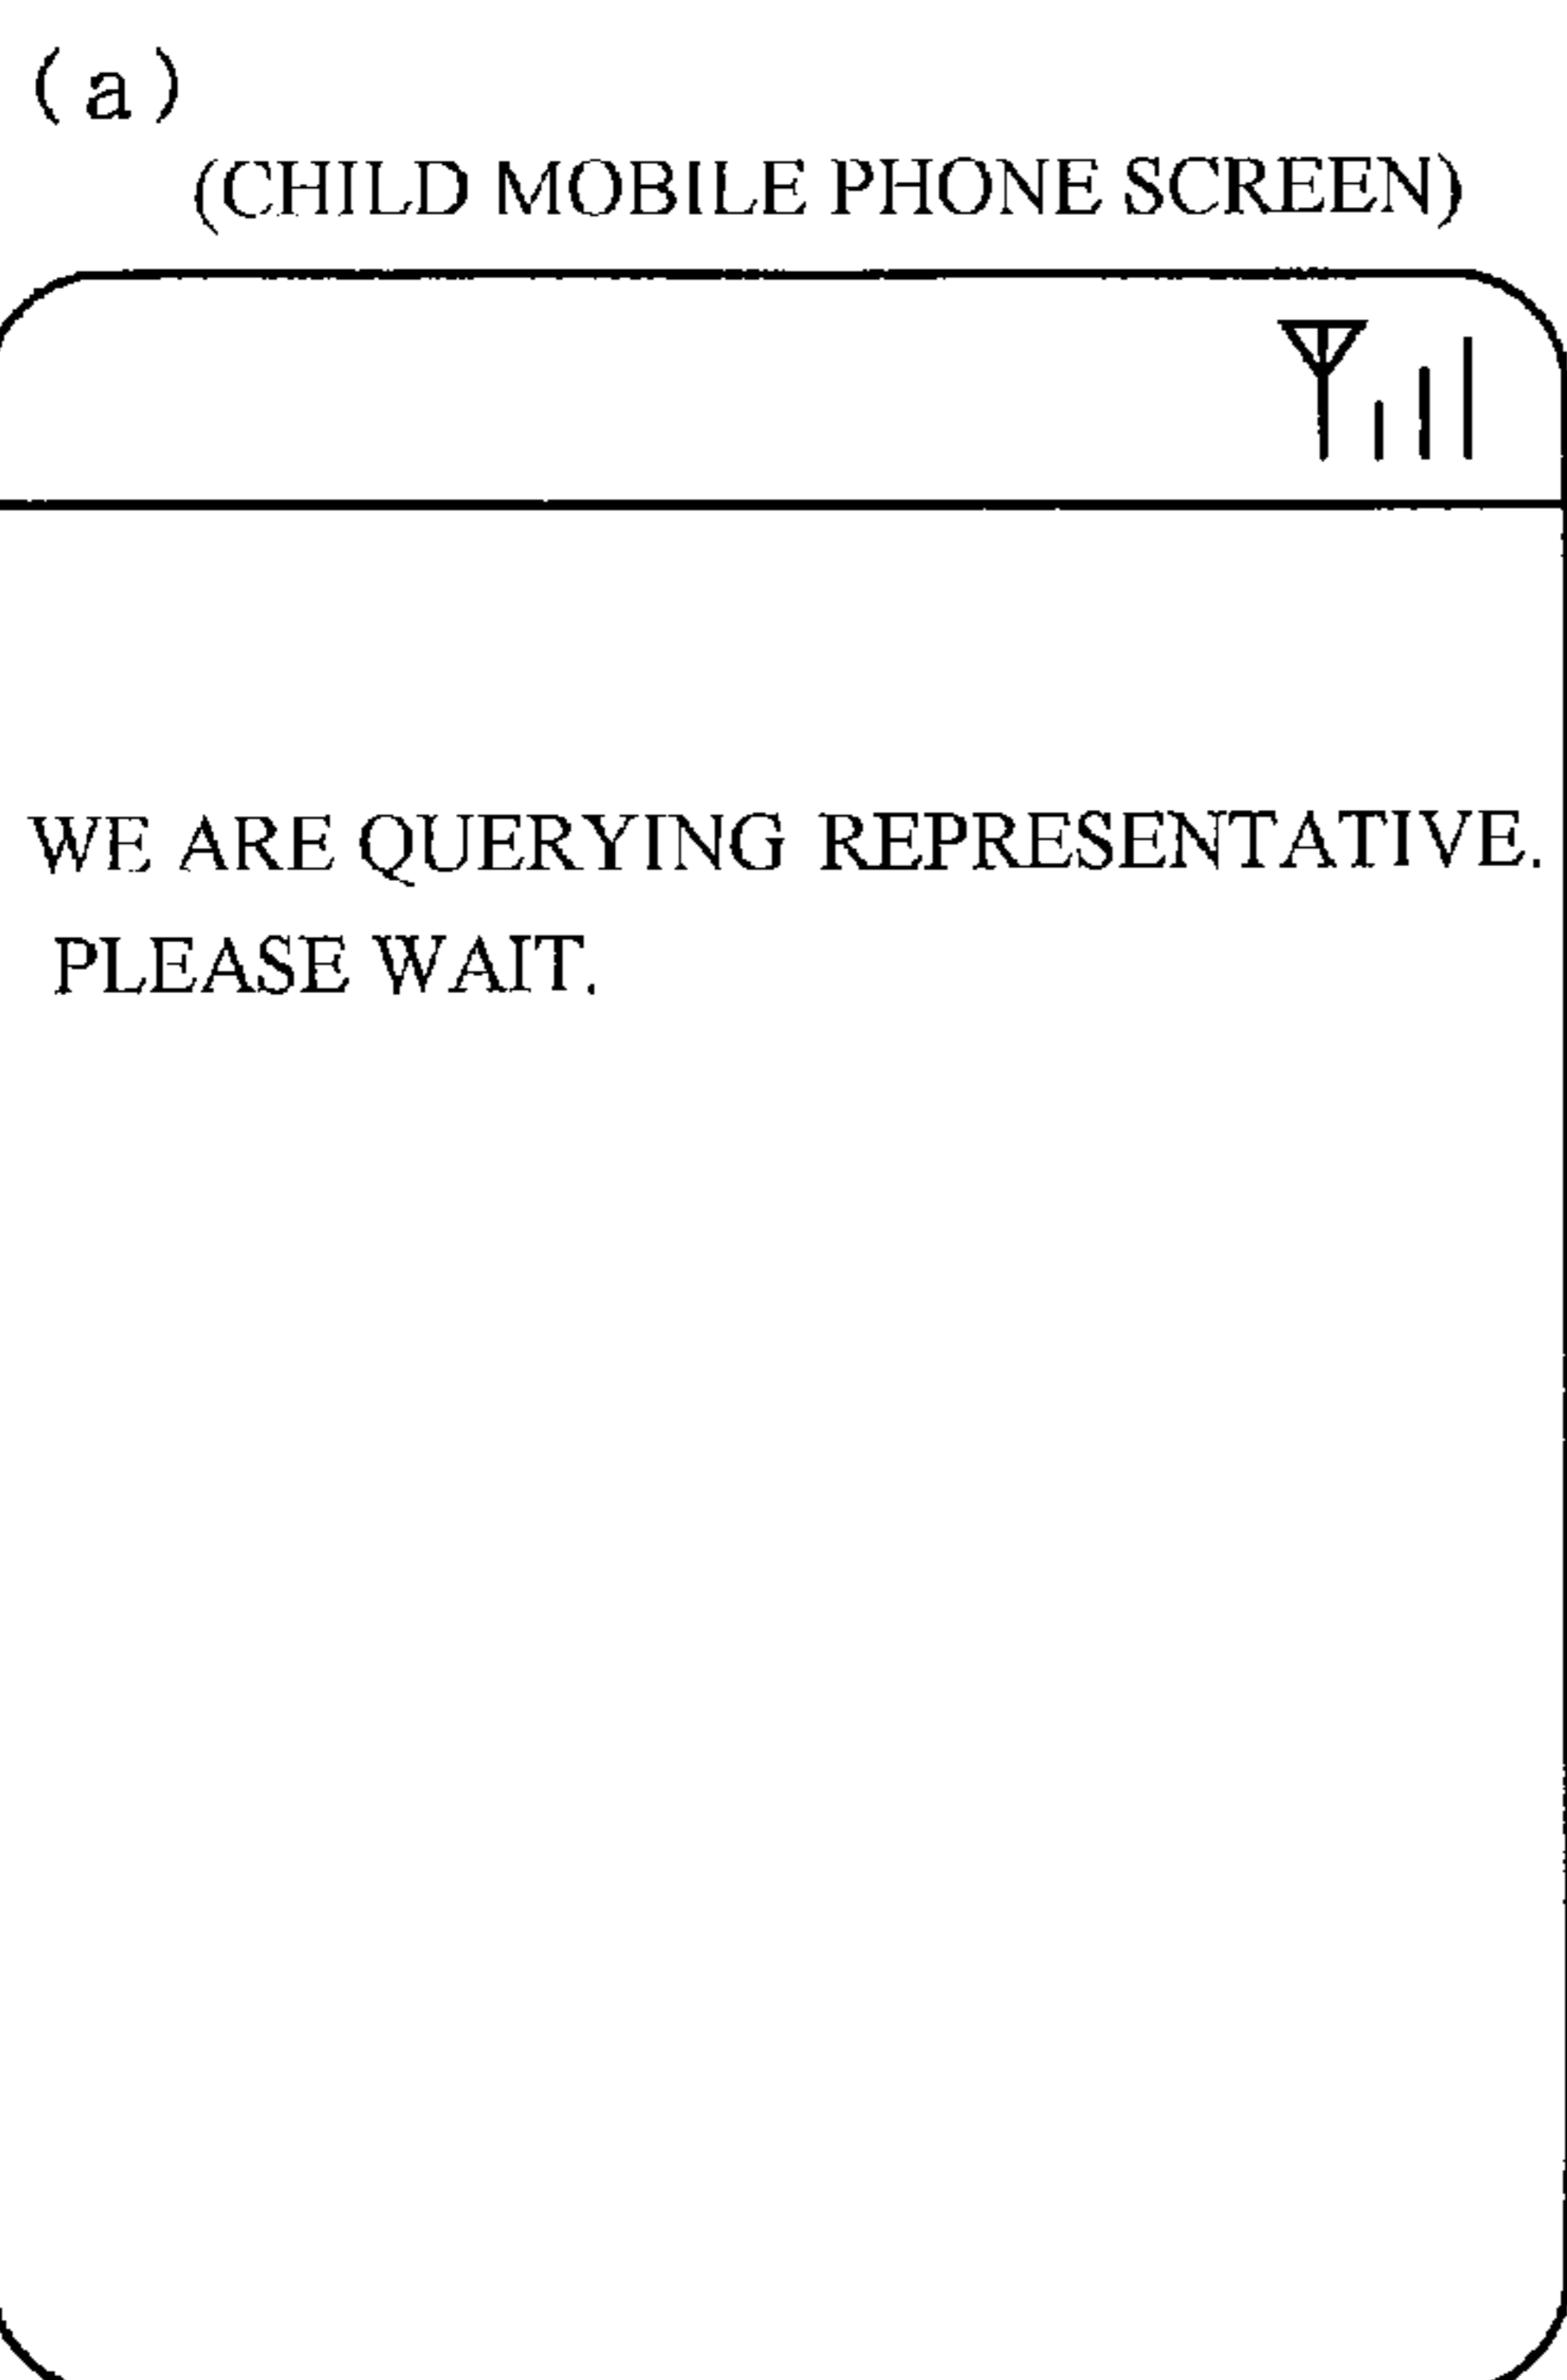 (a)
(CHILD MOBILE PHONE SCREEN)
WE ARE QUERYING REPRESENTATIVE.
PLEASE WAIT.